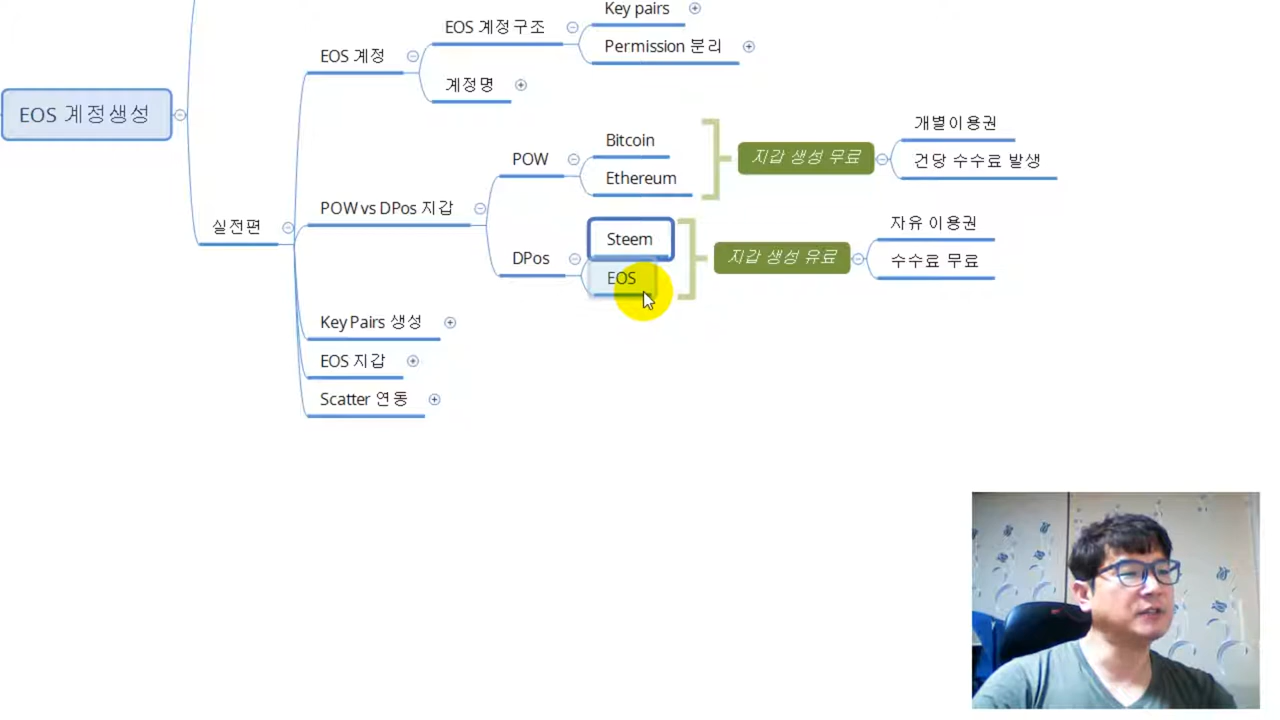 Key pairs
EOS 계정구조
Permission 분리
EOS 계정
계정명
EOS 계정생성
Bitcoin
POW
Ethereum
지갑 생성 무료
개별이용권
건당 수수료 발생
POW vs DPos 지갑
실전편
Steem
DPos
EOS
지갑 생성 유료
자유 이용권
수수료 무료
Key Pairs 생성
EOS 지갑
Scatter 연동